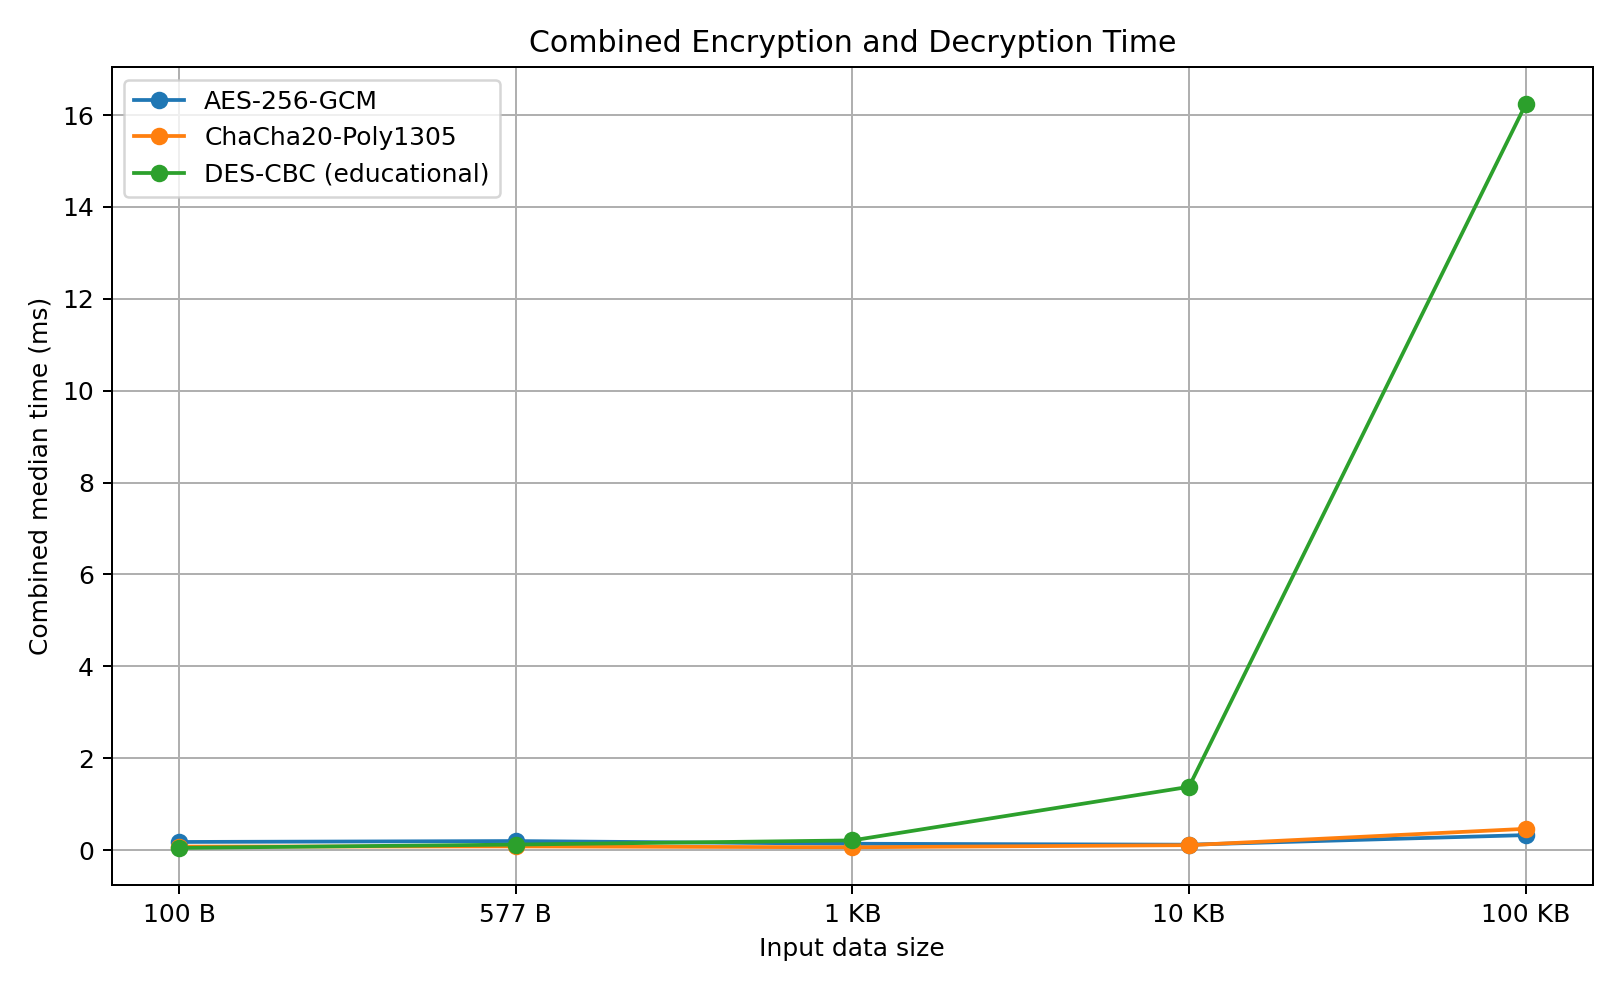 Combined Encryption and Decryption Time
AES-256-GCM
ChaCha20-Poly1305
DES-CBC (educational)
Combined median time (ms)
16
14
12
10
8
6
4
2
0
100 B
577 B
1 KB
10 KB
100 KB
Input data size